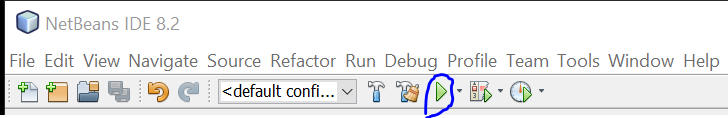 NetBeans IDE 8.2
File Edit View Navigate Source Refactor Run Debug Profile Team Tools Window Help
<default confi...